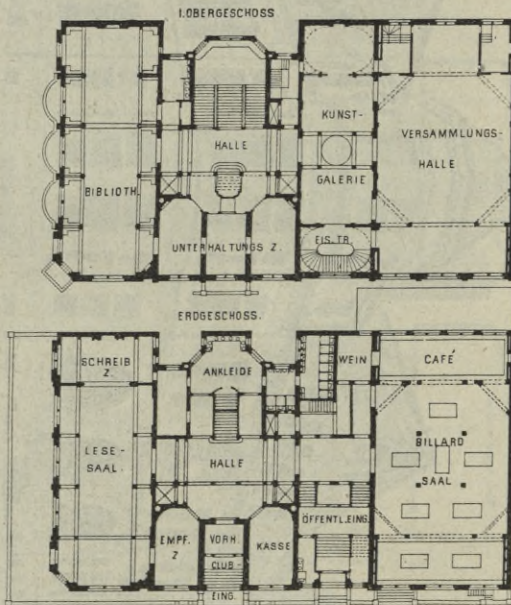 I. OBERGESCHOSS
KUNST-
VERSAMMLUNGS-
HALLE
HALLE
BIBLIOTH.
GALERIE
UNTERHALTUNGS Z.
EIS. TR.
ERDGESCHOSS.
SCHREIB
Z.
ANKLEIDE
WEIN
CAFÉ
LESE-
SAAL.
HALLE
BILLARD
SAAL
EMPF.
Z
VORH.
KASSE
ÖFFENTL. EING.
CLUB-
EING.